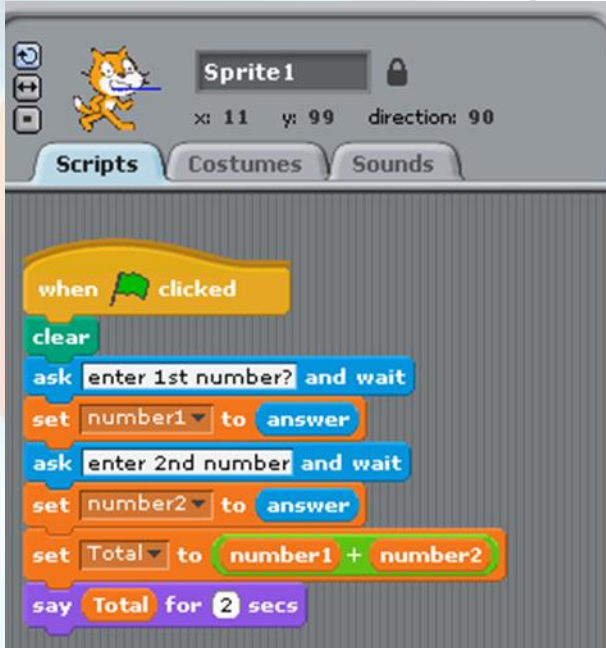 Sprite1
x: 11 y: 99 direction: 90
Scripts Costumes Sounds
when clicked
clear
ask enter 1st number? and wait
set number1 to answer
ask enter 2nd number and wait
set number2 to answer
set Total to number1 + number2
say Total for 2 secs